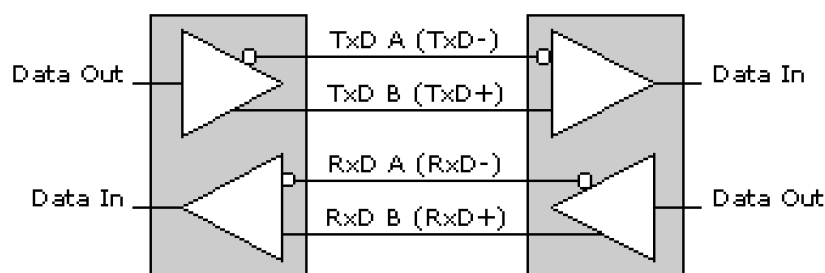 TxD A (TxD-)
Data Out
Data In
TxD B (TxD+)
RxD A (RxD-)
Data In
Data Out
RxD B (RxD+)